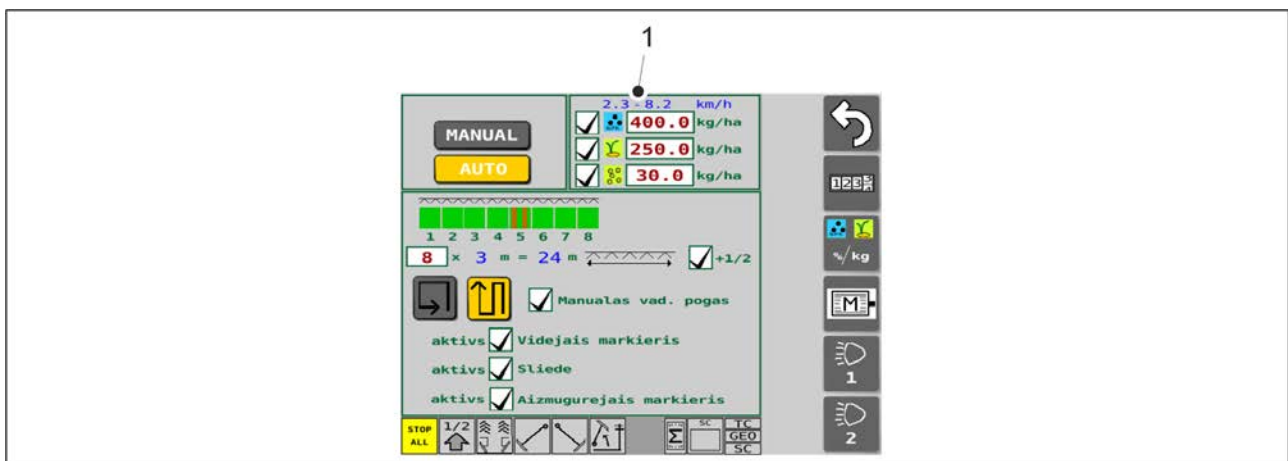 1
2.3 - 8.2 km/h
MANUAL
400.0 kg/ha
AUTO
250.0 kg/ha
30.0 kg/ha
1 2 3 4 5 6 7 8
8 x 3 m = 24 m +1/2
Manualas vad. pogas
aktivs Videjais markieris
aktivs Sliede
aktivs Aizmugurejais markieris
STOP ALL
1/2
Σ
SC
TC
GEO
SC
%/kg
M
1
2